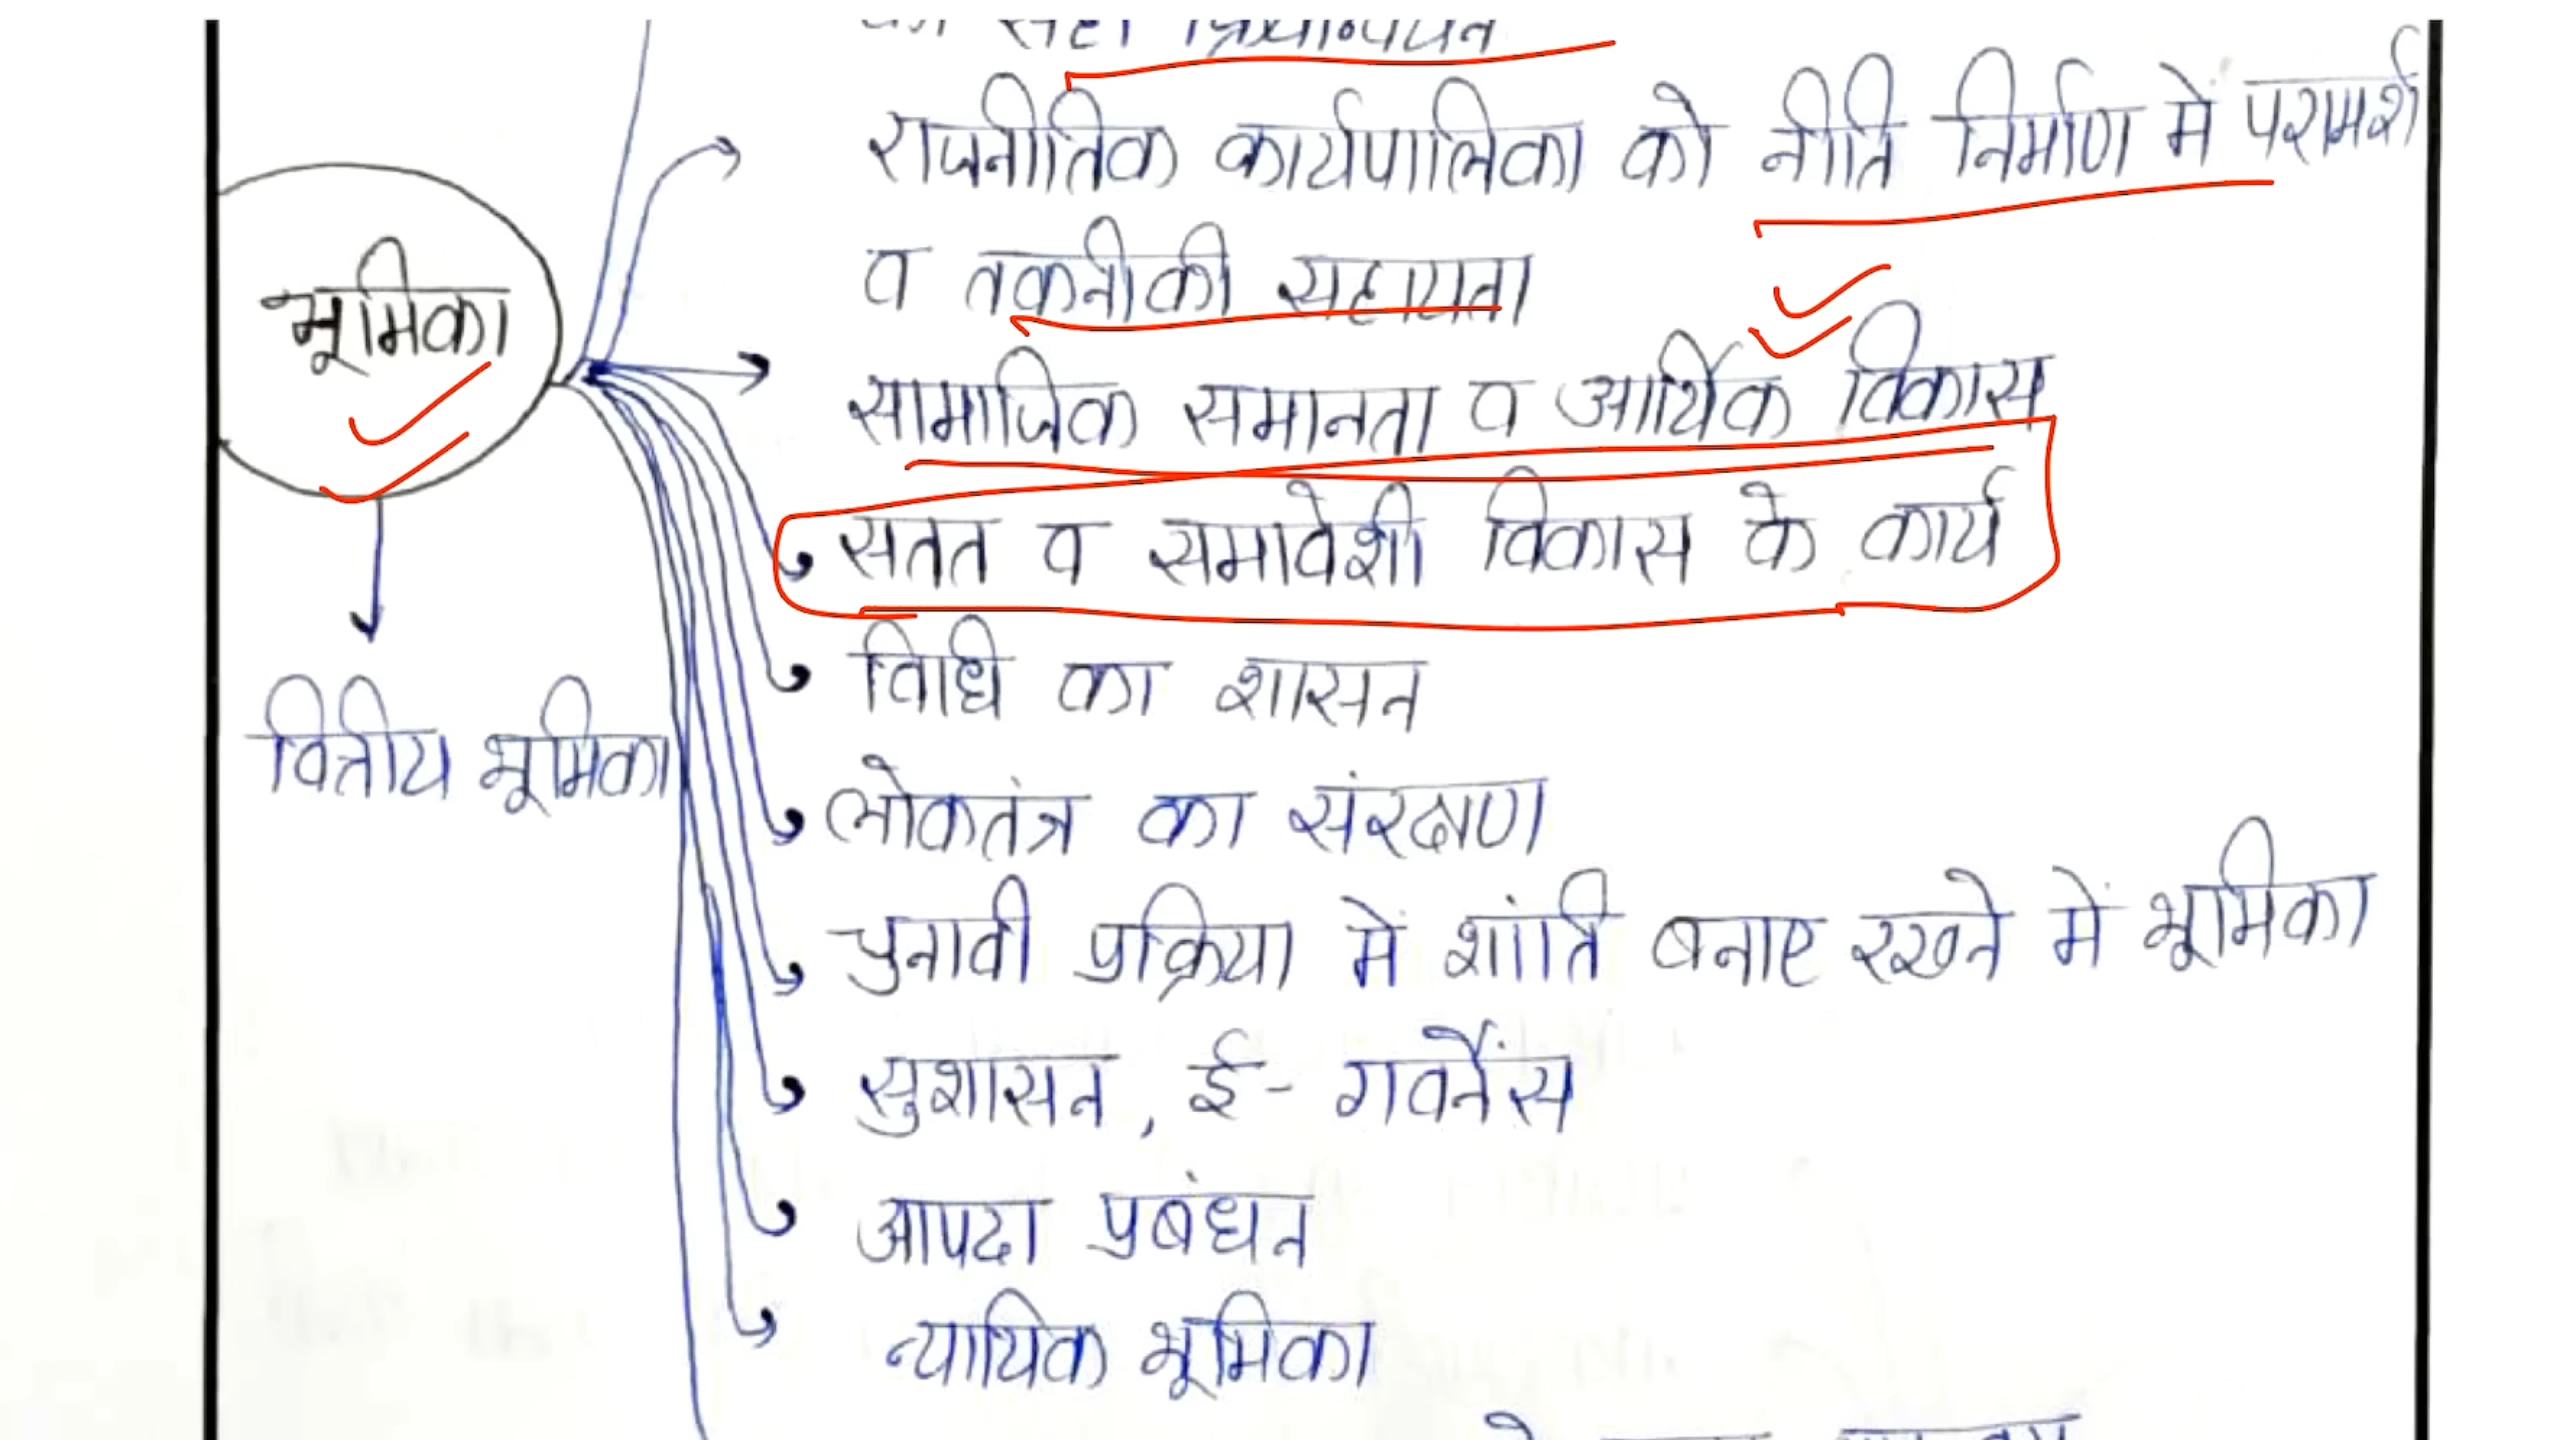 राजनीतिक कार्यपालिका को नीति निर्माण में परामर्श
व तकनीकी सहायता
भूमिका
सामाजिक समानता व आर्थिक विकास
सतत व समावेशी विकास के कार्य
विधि का शासन
वित्तीय भूमिका
लोकतंत्र का संरक्षण
चुनावी प्रक्रिया में शांति बनाए रखने में भूमिका
सुशासन, ई- गवर्नेंस
आपदा प्रबंधन
न्यायिक भूमिका